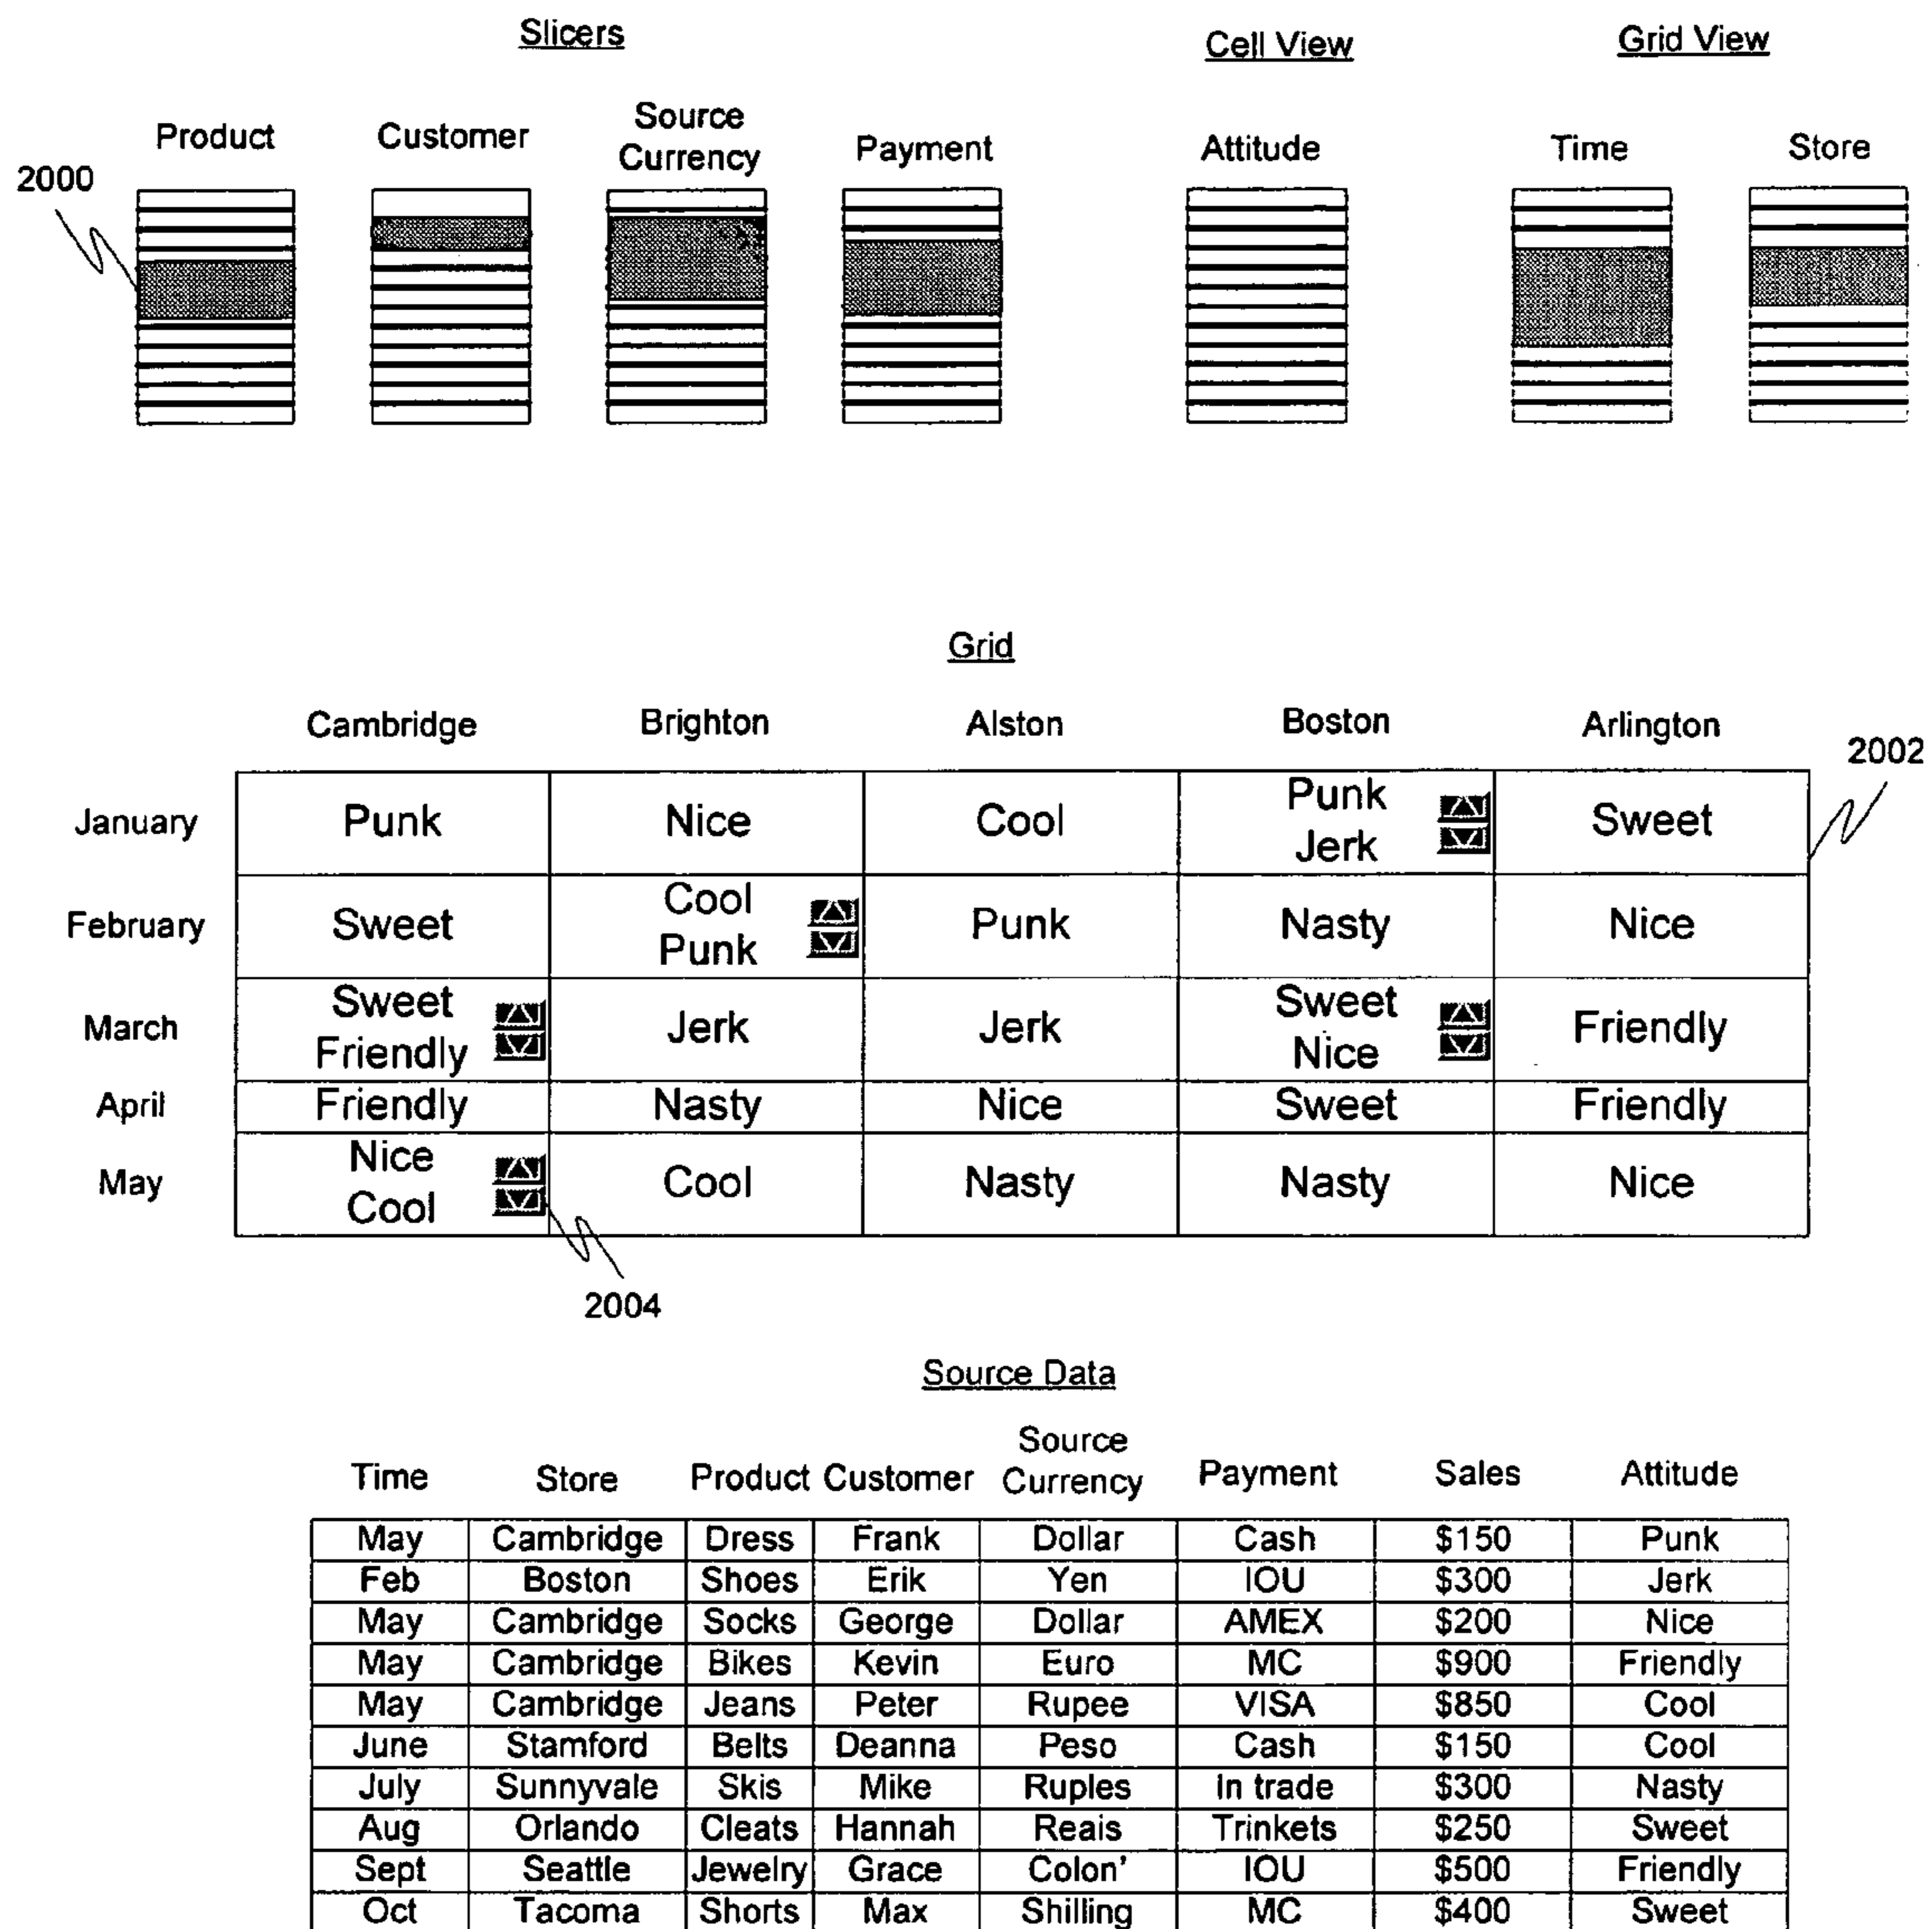 Slicers Cell View Grid View
Product Customer Source Currency Payment Attitude Time Store
2000
Grid
Cambridge Brighton Alston Boston Arlington
2002
January Punk Nice Cool Punk Jerk Sweet
February Sweet Cool Punk Punk Nasty Nice
March Sweet Friendly Jerk Jerk Sweet Nice Friendly
April Friendly Nasty Nice Sweet Friendly
May Nice Cool Cool Nasty Nasty Nice
2004
Source Data
Time Store Product Customer Source Currency Payment Sales Attitude
May Cambridge Dress Frank Dollar Cash $150 Punk
Feb Boston Shoes Erik Yen IOU $300 Jerk
May Cambridge Socks George Dollar AMEX $200 Nice
May Cambridge Bikes Kevin Euro MC $900 Friendly
May Cambridge Jeans Peter Rupee VISA $850 Cool
June Stamford Belts Deanna Peso Cash $150 Cool
July Sunnyvale Skis Mike Ruples In trade $300 Nasty
Aug Orlando Cleats Hannah Reais Trinkets $250 Sweet
Sept Seattle Jewelry Grace Colon' IOU $500 Friendly
Oct Tacoma Shorts Max Shilling MC $400 Sweet